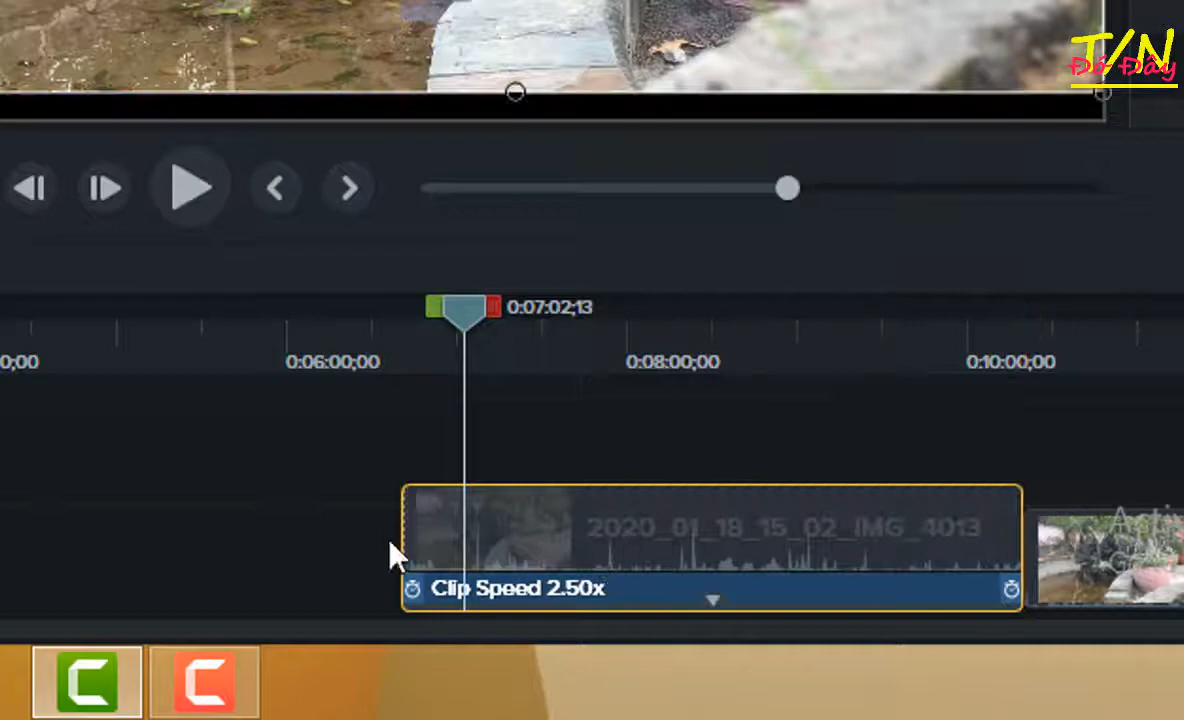 T/N
Đó Đây
0:07:02;13
0;00
0:06:00;00
0:08:00;00
0:10:00;00
2020_01_18_15_02_IMG_4013
Acti
Clip Speed 2.50x